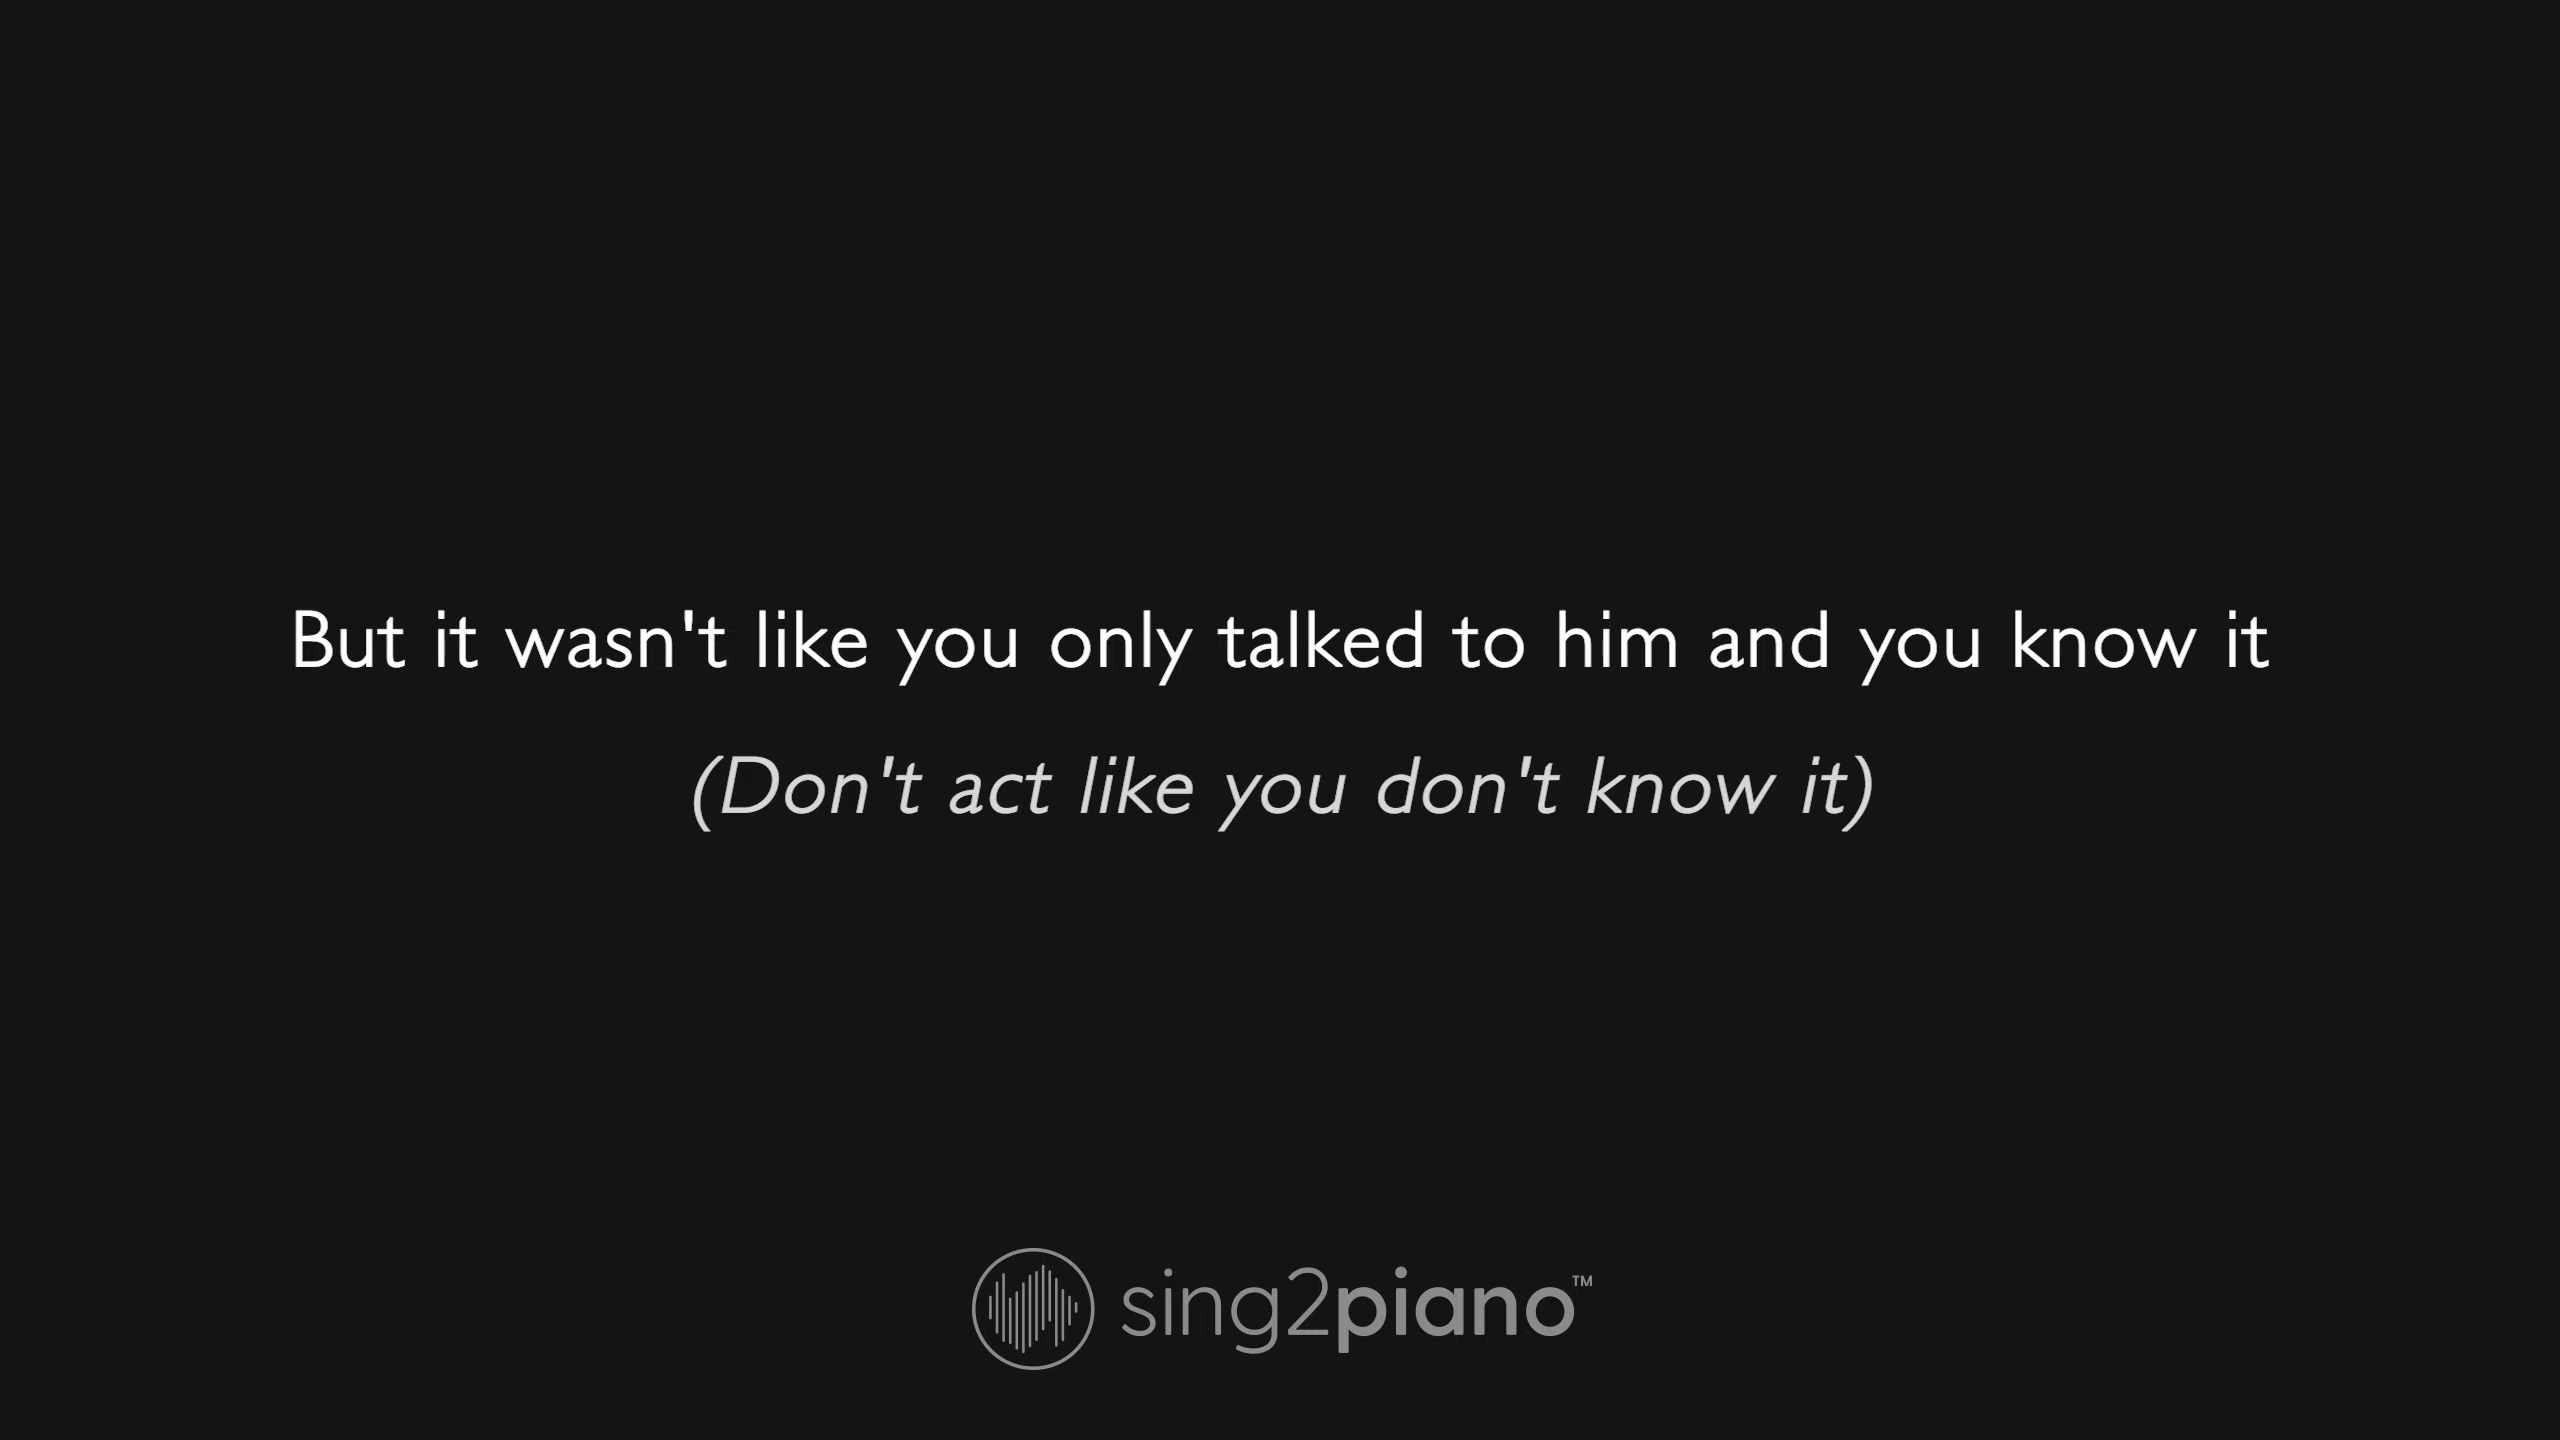 But it wasn't like you only talked to him and you know it
(Don't act like you don't know it)
sing2piano™